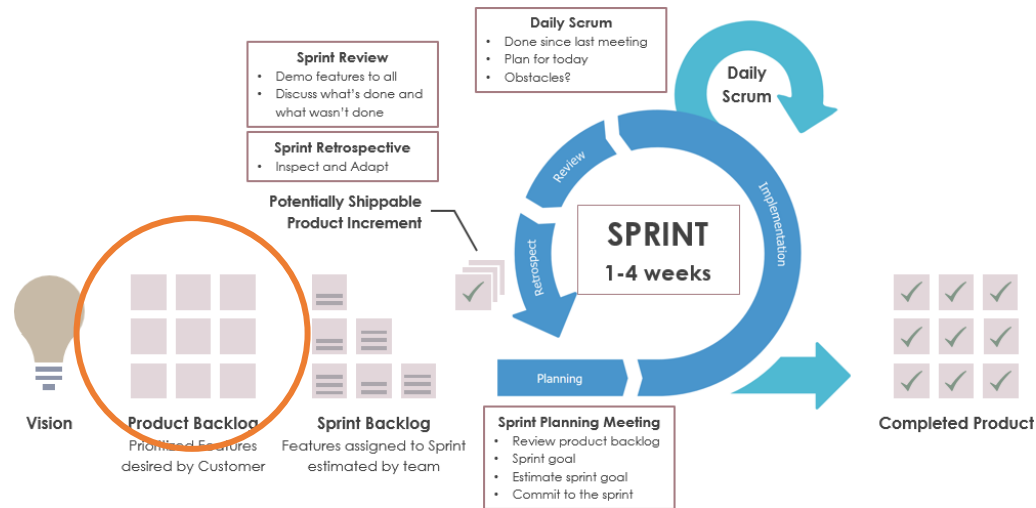 Daily Scrum
• Done since last meeting
• Plan for today
• Obstacles?
Sprint Review
• Demo features to all
• Discuss what's done and
what wasn't done
Sprint Retrospective
• Inspect and Adapt
Potentially Shippable
Product Increment
Daily
Scrum
Review
Implementation
Retrospect
SPRINT
1-4 weeks
Planning
Vision
Product Backlog
Prioritized Features
desired by Customer
Sprint Backlog
Features assigned to Sprint
estimated by team
Sprint Planning Meeting
• Review product backlog
• Sprint goal
• Estimate sprint goal
• Commit to the sprint
Completed Product